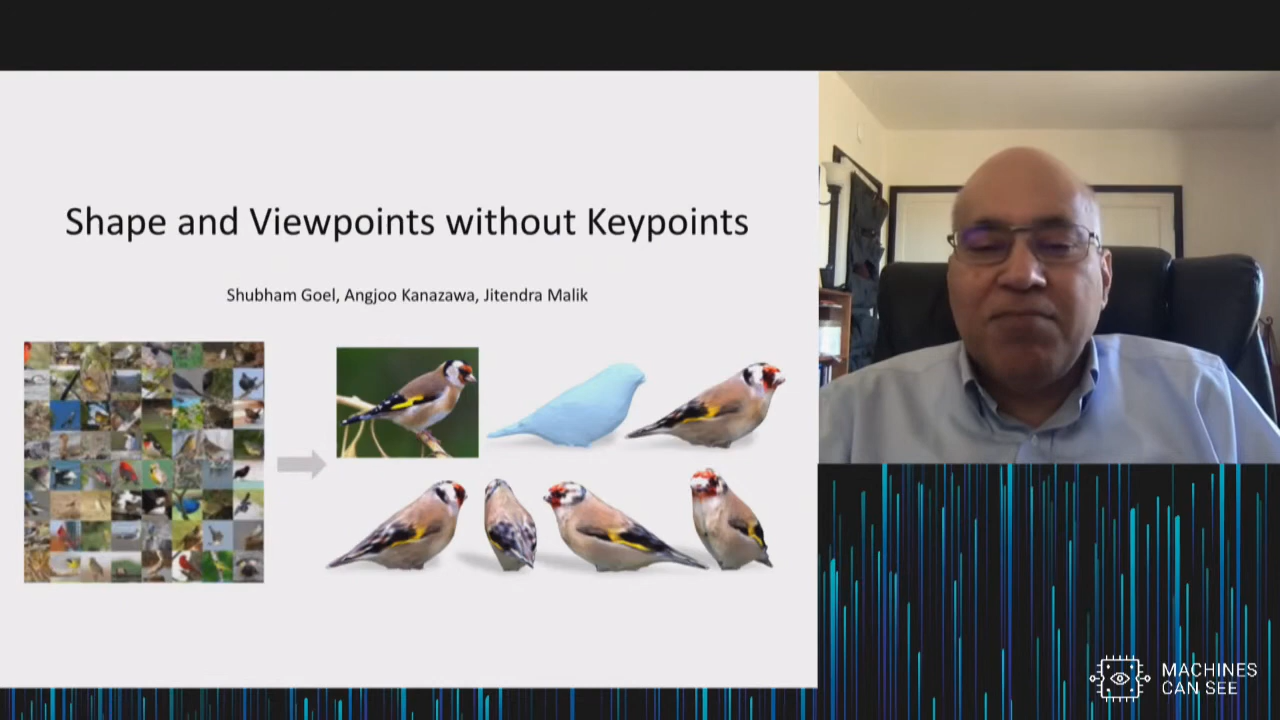 Shape and Viewpoints without Keypoints
Shubham Goel, Angjoo Kanazawa, Jitendra Malik
MACHINES
CAN SEE